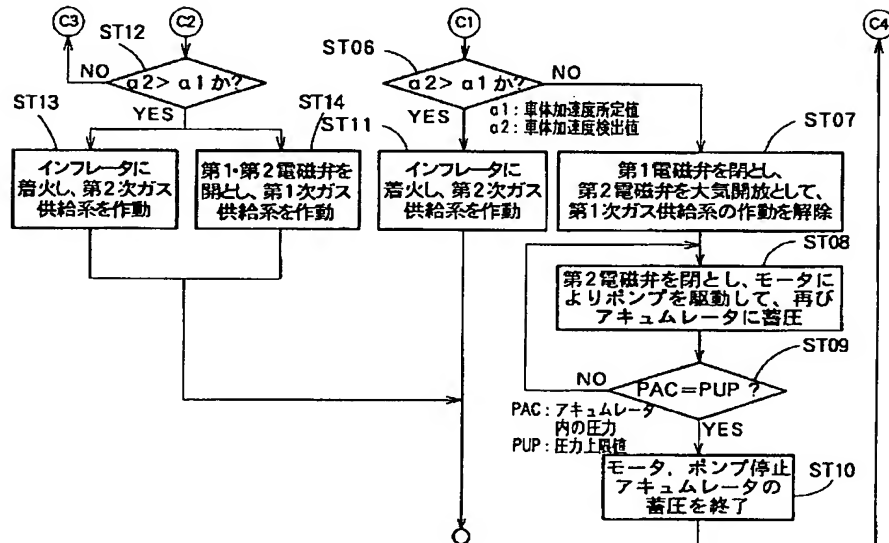 C3
C2
C1
C4
ST12
α2>α1か?
NO
YES
ST06
α2>α1か?
NO
YES
α1:車体加速度所定値
α2:車体加速度検出値
ST13
インフレータに
着火し、第2次ガス
供給系を作動
ST14
第1・第2電磁弁を
開とし、第1次ガス
供給系を作動
ST11
インフレータに
着火し、第2次ガス
供給系を作動
ST07
第1電磁弁を閉とし、
第2電磁弁を大気開放として、
第1次ガス供給系の作動を解除
ST08
第2電磁弁を閉とし、モータに
よりポンプを駆動して、再び
アキュムレータに蓄圧
ST09
PAC=PUP?
NO
YES
PAC:アキュムレータ
内の圧力
PUP:圧力上限値
ST10
モータ、ポンプ停止
アキュムレータの
蓄圧を終了